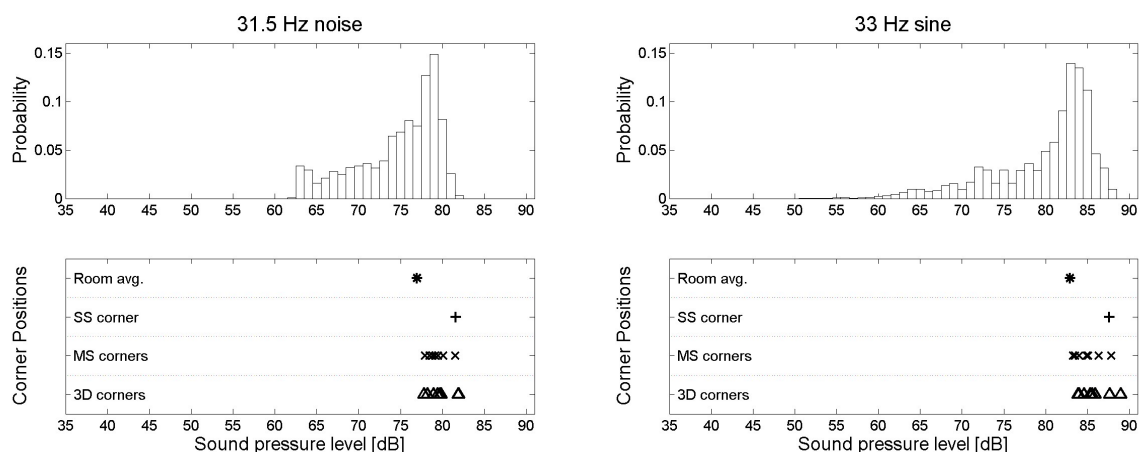 31.5 Hz noise
Probability
0.15
0.1
0.05
0
35 40 45 50 55 60 65 70 75 80 85 90
Corner Positions
Room avg.
SS corner
MS corners
3D corners
35 40 45 50 55 60 65 70 75 80 85 90
Sound pressure level [dB]
33 Hz sine
Probability
0.15
0.1
0.05
0
35 40 45 50 55 60 65 70 75 80 85 90
Corner Positions
Room avg.
SS corner
MS corners
3D corners
35 40 45 50 55 60 65 70 75 80 85 90
Sound pressure level [dB]